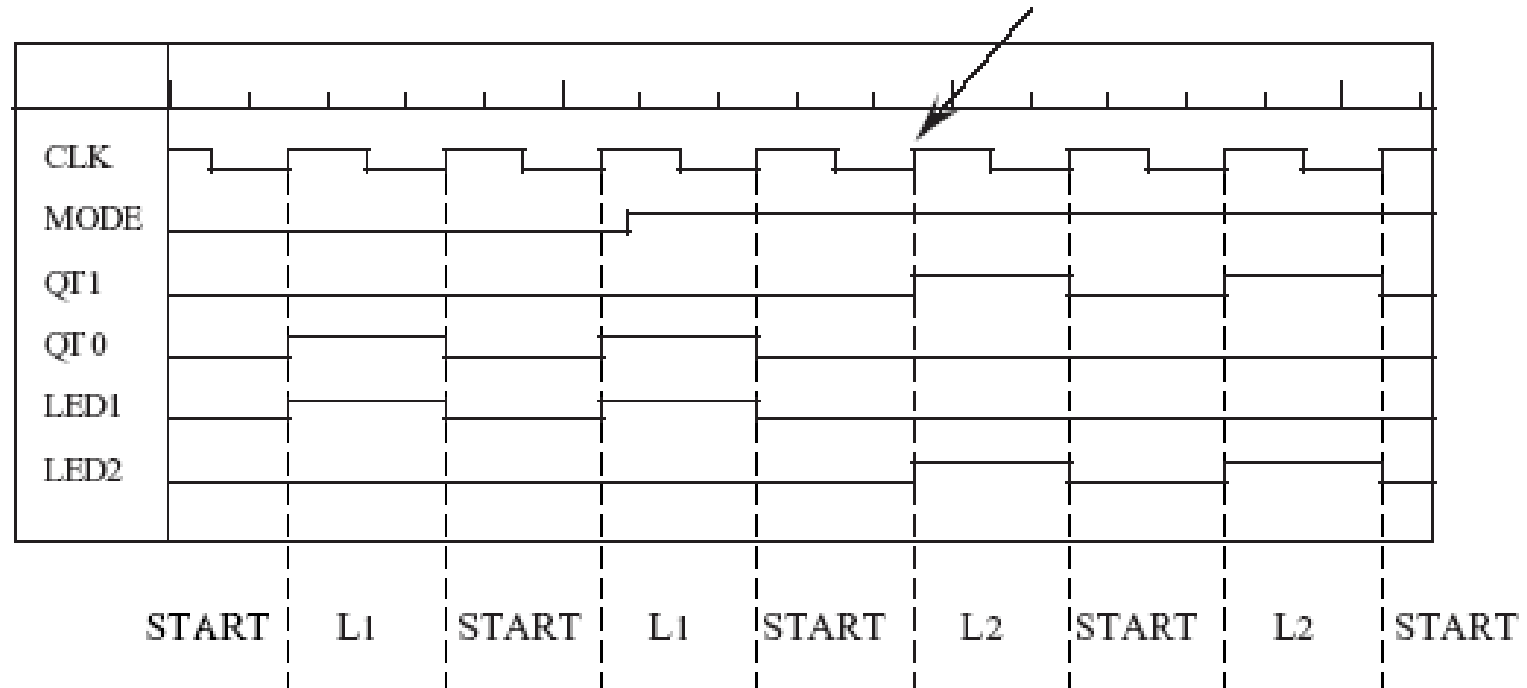 CLK
MODE
QT1
QT0
LED1
LED2
START L1 START L1 START L2 START L2 START